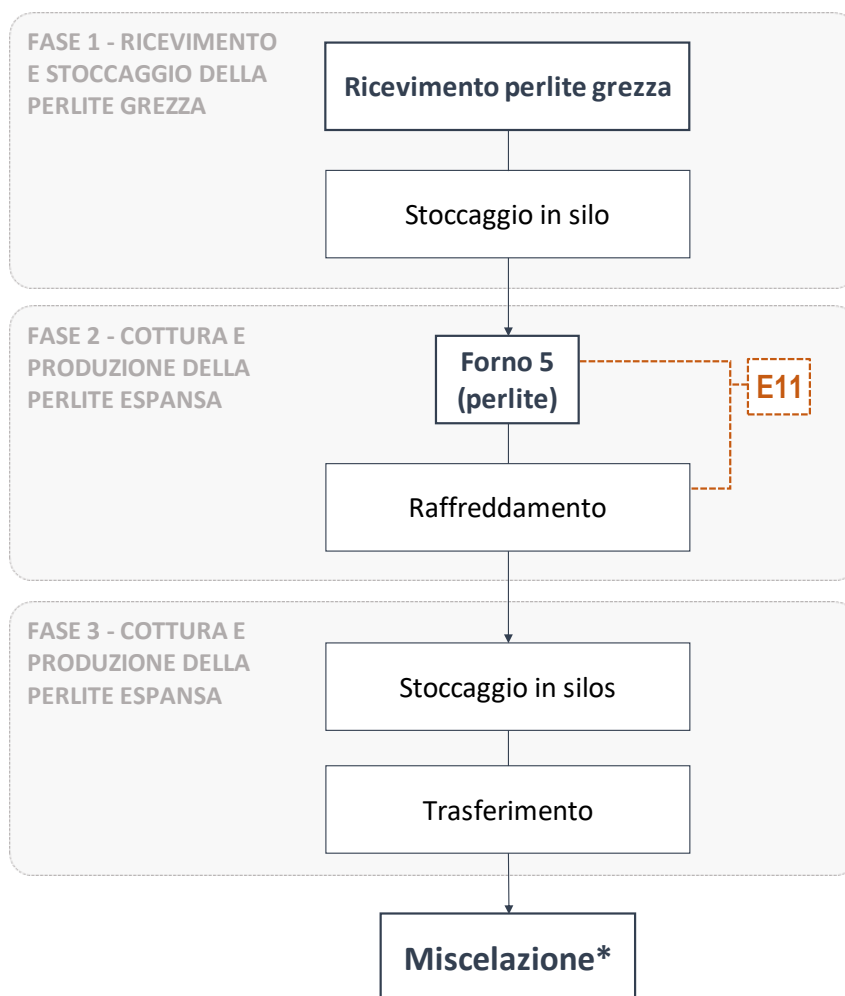 FASE 1 - RICEVIMENTO
E STOCCAGGIO DELLA
PERLITE GREZZA
Ricevimento perlite grezza
Stoccaggio in silo
FASE 2 - COTTURA E
PRODUZIONE DELLA
PERLITE ESPANSA
Forno 5
(perlite)
E11
Raffreddamento
FASE 3 - COTTURA E
PRODUZIONE DELLA
PERLITE ESPANSA
Stoccaggio in silos
Trasferimento
Miscelazione*